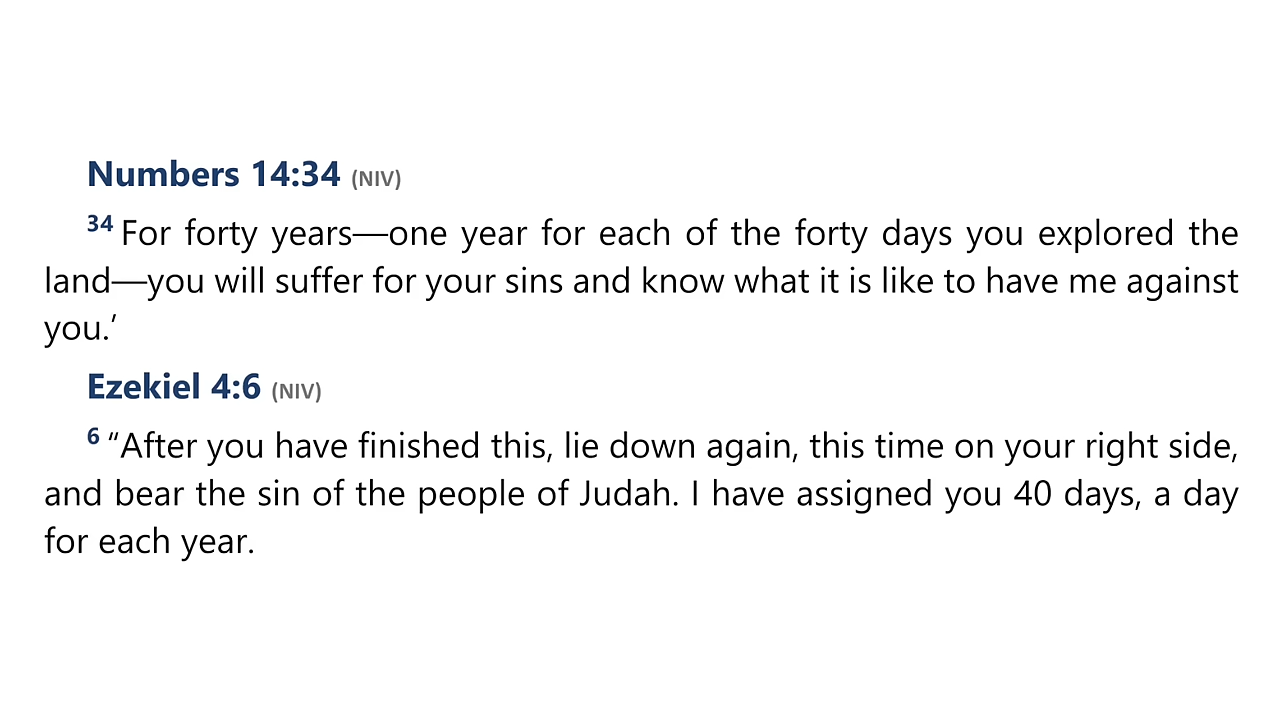 Numbers 14:34 (NIV)
34 For forty years—one year for each of the forty days you explored the
land—you will suffer for your sins and know what it is like to have me against
you.’
Ezekiel 4:6 (NIV)
6 “After you have finished this, lie down again, this time on your right side,
and bear the sin of the people of Judah. I have assigned you 40 days, a day
for each year.